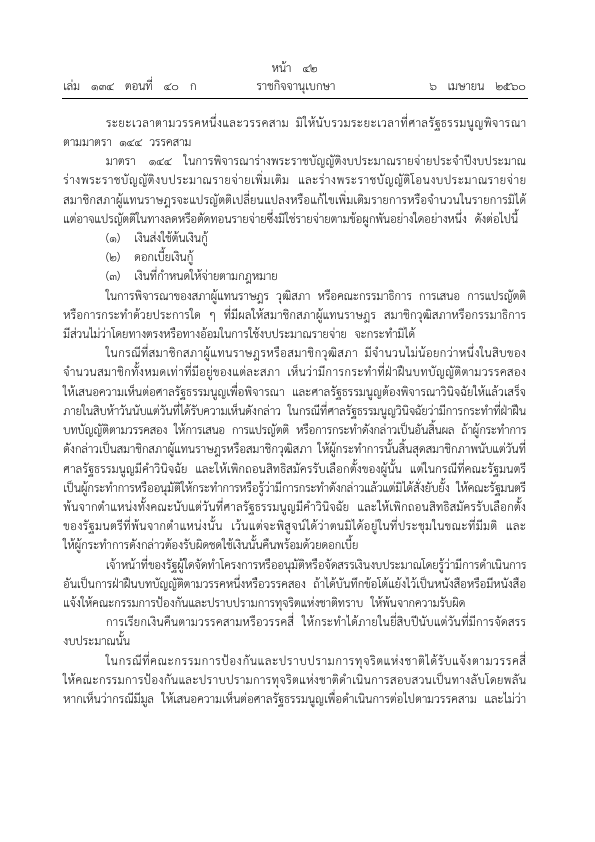 หน้า ๔๒
เล่ม ๑๓๔ ตอนที่ ๔๐ ก ราชกิจจานุเบกษา ๖ เมษายน ๒๕๖๐
ระยะเวลาตามวรรคหนึ่งและวรรคสาม มิให้นับรวมระยะเวลาที่ศาลรัฐธรรมนูญพิจารณา
ตามมาตรา ๑๔๔ วรรคสาม
มาตรา ๑๔๔ ในการพิจารณาร่างพระราชบัญญัติงบประมาณรายจ่ายประจำปีงบประมาณ
ร่างพระราชบัญญัติงบประมาณรายจ่ายเพิ่มเติม และร่างพระราชบัญญัติโอนงบประมาณรายจ่าย
สมาชิกสภาผู้แทนราษฎรจะแปรญัตติเปลี่ยนแปลงหรือแก้ไขเพิ่มเติมรายการหรือจำนวนในรายการมิได้
แต่อาจแปรญัตติในทางลดหรือตัดทอนรายจ่ายซึ่งมิใช่รายจ่ายตามข้อผูกพันอย่างใดอย่างหนึ่ง ดังต่อไปนี้
(๑) เงินส่งใช้ต้นเงินกู้
(๒) ดอกเบี้ยเงินกู้
(๓) เงินที่กำหนดให้จ่ายตามกฎหมาย
ในการพิจารณาของสภาผู้แทนราษฎร วุฒิสภา หรือคณะกรรมาธิการ การเสนอ การแปรญัตติ
หรือการกระทำด้วยประการใด ๆ ที่มีผลให้สมาชิกสภาผู้แทนราษฎร สมาชิกวุฒิสภาหรือกรรมาธิการ
มีส่วนไม่ว่าโดยทางตรงหรือทางอ้อมในการใช้งบประมาณรายจ่าย จะกระทำมิได้
ในกรณีที่สมาชิกสภาผู้แทนราษฎรหรือสมาชิกวุฒิสภา มีจำนวนไม่น้อยกว่าหนึ่งในสิบของ
จำนวนสมาชิกทั้งหมดเท่าที่มีอยู่ของแต่ละสภา เห็นว่ามีการกระทำที่ฝ่าฝืนบทบัญญัติตามวรรคสอง
ให้เสนอความเห็นต่อศาลรัฐธรรมนูญเพื่อพิจารณา และศาลรัฐธรรมนูญต้องพิจารณาวินิจฉัยให้แล้วเสร็จ
ภายในสิบห้าวันนับแต่วันที่ได้รับความเห็นดังกล่าว ในกรณีที่ศาลรัฐธรรมนูญวินิจฉัยว่ามีการกระทำที่ฝ่าฝืน
บทบัญญัติตามวรรคสอง ให้การเสนอ การแปรญัตติ หรือการกระทำดังกล่าวเป็นอันสิ้นผล ถ้าผู้กระทำการ
ดังกล่าวเป็นสมาชิกสภาผู้แทนราษฎรหรือสมาชิกวุฒิสภา ให้ผู้กระทำการนั้นสิ้นสุดสมาชิกภาพนับแต่วันที่
ศาลรัฐธรรมนูญมีคำวินิจฉัย และให้เพิกถอนสิทธิสมัครรับเลือกตั้งของผู้นั้น แต่ในกรณีที่คณะรัฐมนตรี
เป็นผู้กระทำการหรืออนุมัติให้กระทำการหรือรู้ว่ามีการกระทำดังกล่าวแล้วแต่มิได้สั่งยับยั้ง ให้คณะรัฐมนตรี
พ้นจากตำแหน่งทั้งคณะนับแต่วันที่ศาลรัฐธรรมนูญมีคำวินิจฉัย และให้เพิกถอนสิทธิสมัครรับเลือกตั้ง
ของรัฐมนตรีที่พ้นจากตำแหน่งนั้น เว้นแต่จะพิสูจน์ได้ว่าตนมิได้อยู่ในที่ประชุมในขณะที่มีมติ และ
ให้ผู้กระทำการดังกล่าวต้องรับผิดชดใช้เงินนั้นคืนพร้อมด้วยดอกเบี้ย
เจ้าหน้าที่ของรัฐผู้ใดจัดทำโครงการหรืออนุมัติหรือจัดสรรเงินงบประมาณโดยรู้ว่ามีการดำเนินการ
อันเป็นการฝ่าฝืนบทบัญญัติตามวรรคหนึ่งหรือวรรคสอง ถ้าได้บันทึกข้อโต้แย้งไว้เป็นหนังสือหรือมีหนังสือ
แจ้งให้คณะกรรมการป้องกันและปราบปรามการทุจริตแห่งชาติทราบ ให้พ้นจากความรับผิด
การเรียกเงินคืนตามวรรคสามหรือวรรคสี่ ให้กระทำได้ภายในยี่สิบปีนับแต่วันที่มีการจัดสรร
งบประมาณนั้น
ในกรณีที่คณะกรรมการป้องกันและปราบปรามการทุจริตแห่งชาติได้รับแจ้งตามวรรคสี่
ให้คณะกรรมการป้องกันและปราบปรามการทุจริตแห่งชาติดำเนินการสอบสวนเป็นทางลับโดยพลัน
หากเห็นว่ากรณีมีมูล ให้เสนอความเห็นต่อศาลรัฐธรรมนูญเพื่อดำเนินการต่อไปตามวรรคสาม และไม่ว่า